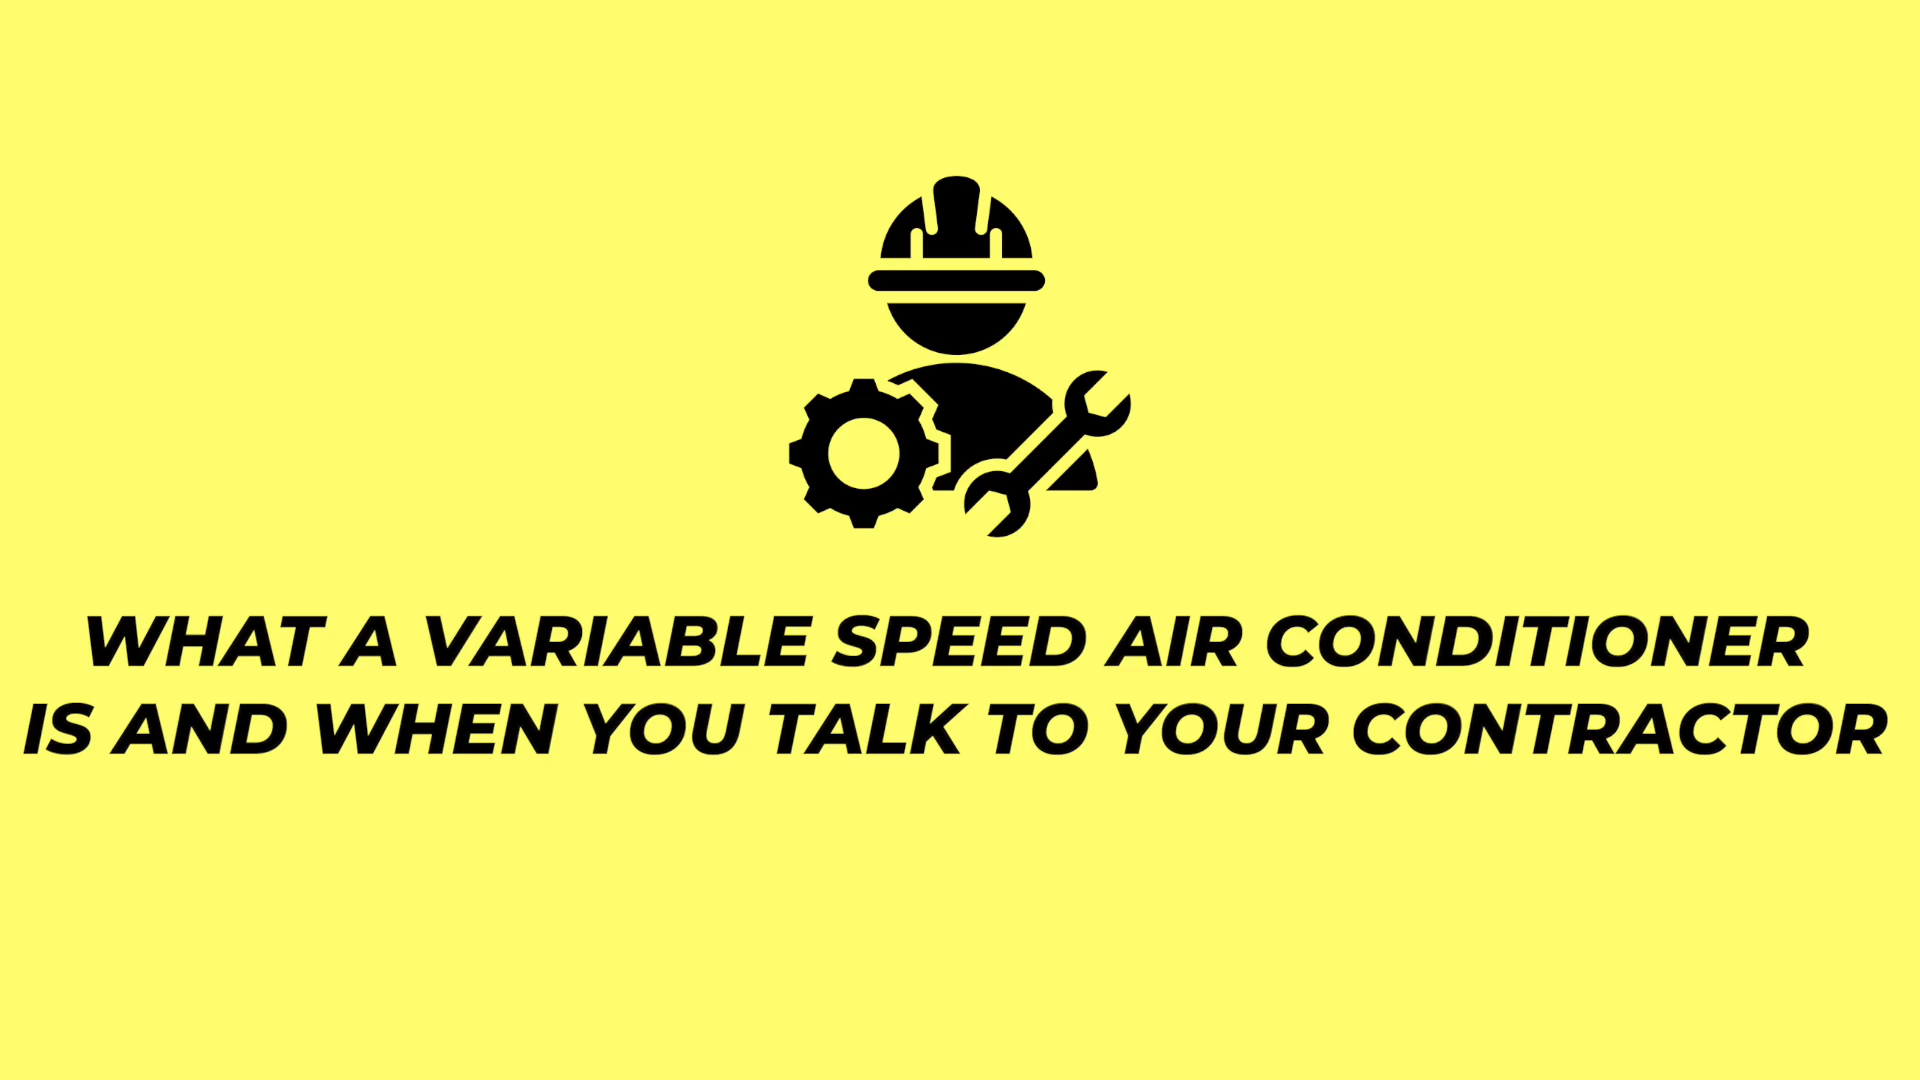 WHAT A VARIABLE SPEED AIR CONDITIONER
IS AND WHEN YOU TALK TO YOUR CONTRACTOR